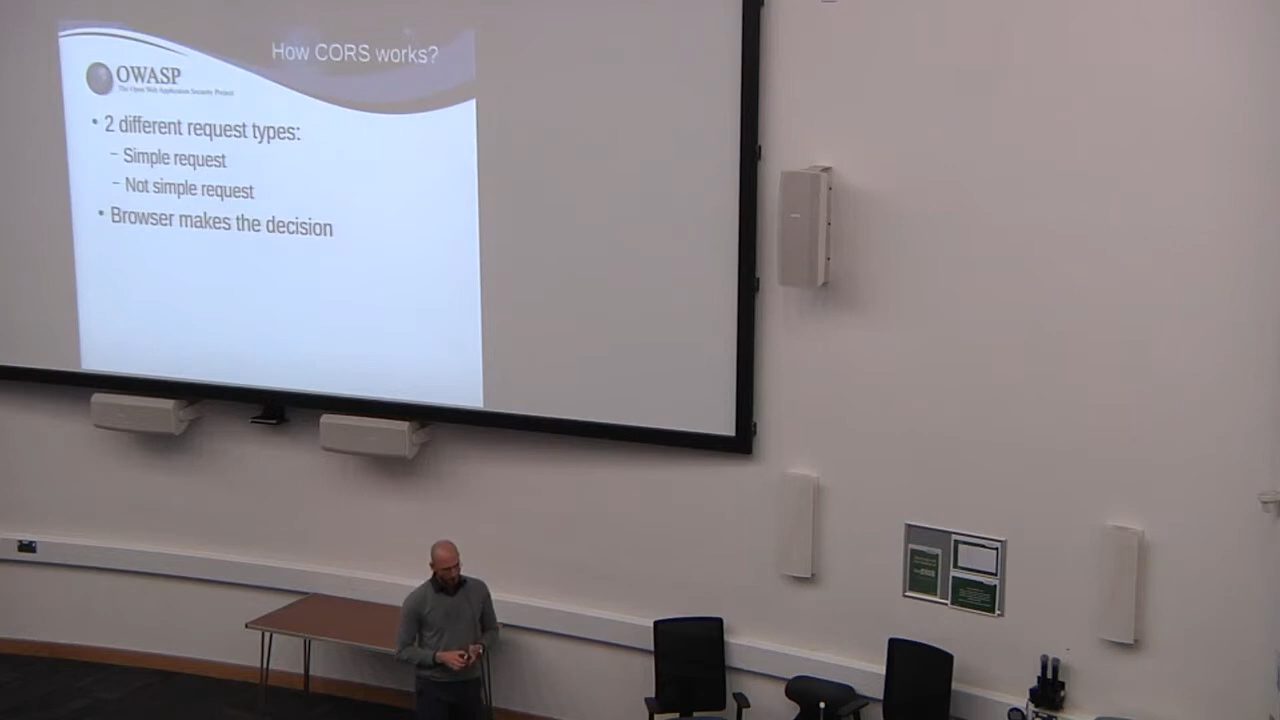 How CORS works?
OWASP
The Open Web Application Security Project
• 2 different request types:
– Simple request
– Not simple request
• Browser makes the decision